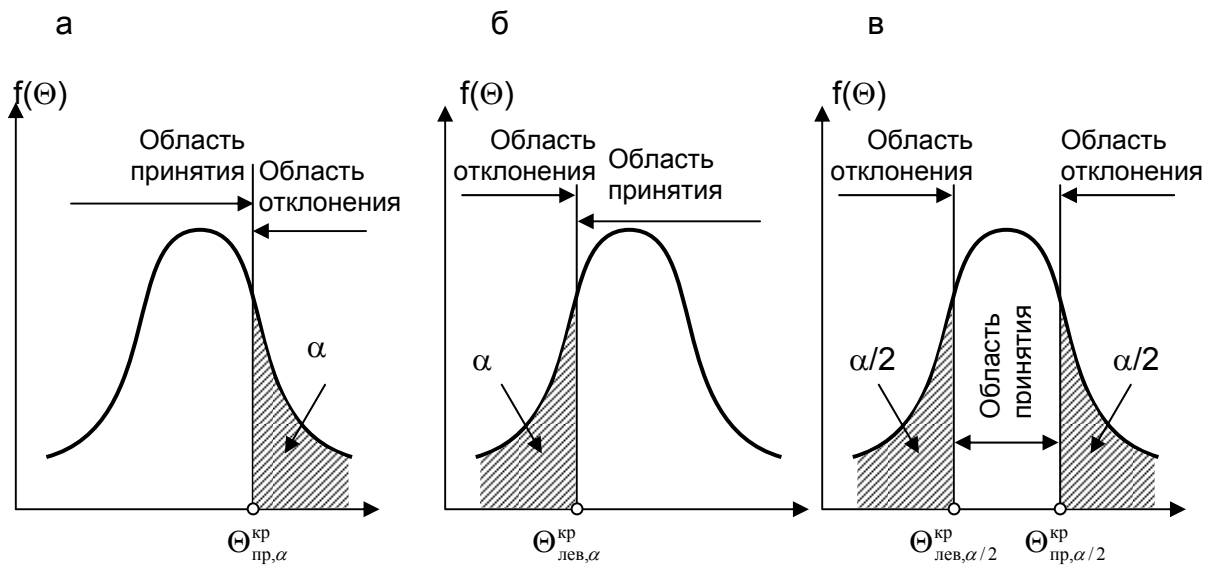 а
б
в
f(Θ)
Область
принятия
Область
отклонения
α
Θ^кр_пр,α
f(Θ)
Область
отклонения
Область
принятия
α
Θ^кр_лев,α
f(Θ)
Область
отклонения
Область
отклонения
α/2
Область
принятия
α/2
Θ^кр_лев,α/2
Θ^кр_пр,α/2